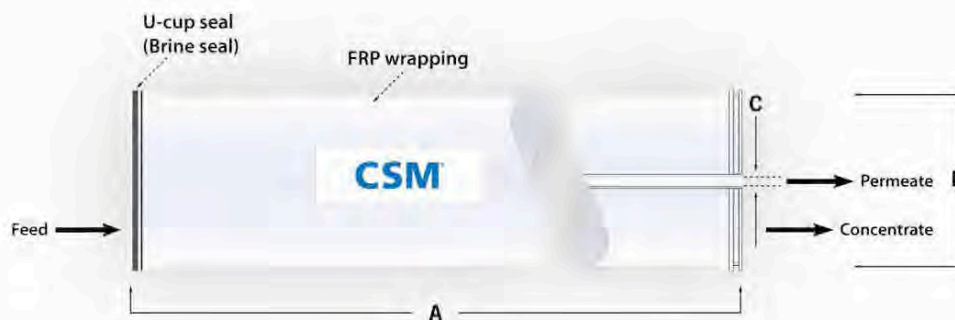 U-cup seal
(Brine seal)
FRP wrapping
C
CSM
Permeate
Feed
Concentrate
A